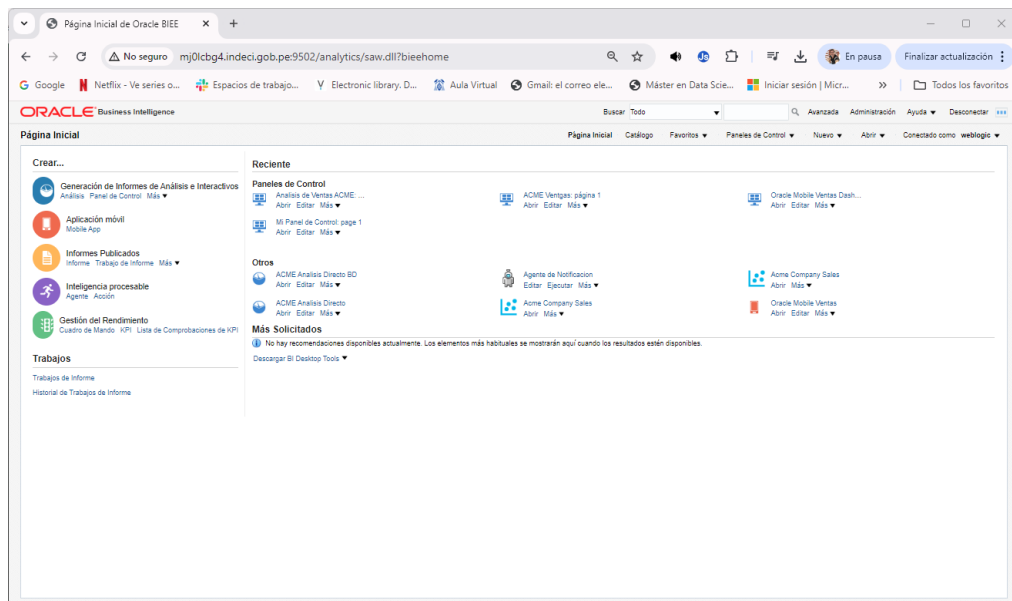 Página Inicial de Oracle BIEE
No seguro mj0lcbg4.indeci.gob.pe:9502/analytics/saw.dll?bieehome
En pausa
Finalizar actualización
Google
Netflix - Ve series o...
Espacios de trabajo...
Electronic library. D...
Aula Virtual
Gmail: el correo ele...
Máster en Data Scie...
Iniciar sesión | Micr...
Todos los favoritos
ORACLE Business Intelligence
Buscar Todo Avanzada Administración Ayuda Desconectar
Página Inicial
Página Inicial Catálogo Favoritos Paneles de Control Nuevo Abrir Conectado como weblogic
Crear...
Generación de Informes de Análisis e Interactivos
Análisis Panel de Control Más
Aplicación móvil
Mobile App
Informes Publicados
Informe Trabajo de Informe Más
Inteligencia procesable
Agente Acción
Gestión del Rendimiento
Cuadro de Mando KPI Lista de Comprobaciones de KPI
Trabajos
Trabajos de Informe
Historial de Trabajos de Informe
Reciente
Paneles de Control
Analisis de Ventas ACME: ...
Abrir Editar Más
ACME Ventgas: página 1
Abrir Editar Más
Oracle Mobile Ventas Dash...
Abrir Editar Más
Mi Panel de Control: page 1
Abrir Editar Más
Otros
ACME Analisis Directo BD
Abrir Editar Más
Agente de Notificacion
Editar Ejecutar Más
Acme Company Sales
Abrir Más
ACME Analisis Directo
Abrir Editar Más
Acme Company Sales
Abrir Más
Oracle Mobile Ventas
Abrir Editar Más
Más Solicitados
No hay recomendaciones disponibles actualmente. Los elementos más habituales se mostrarán aquí cuando los resultados estén disponibles.
Descargar BI Desktop Tools